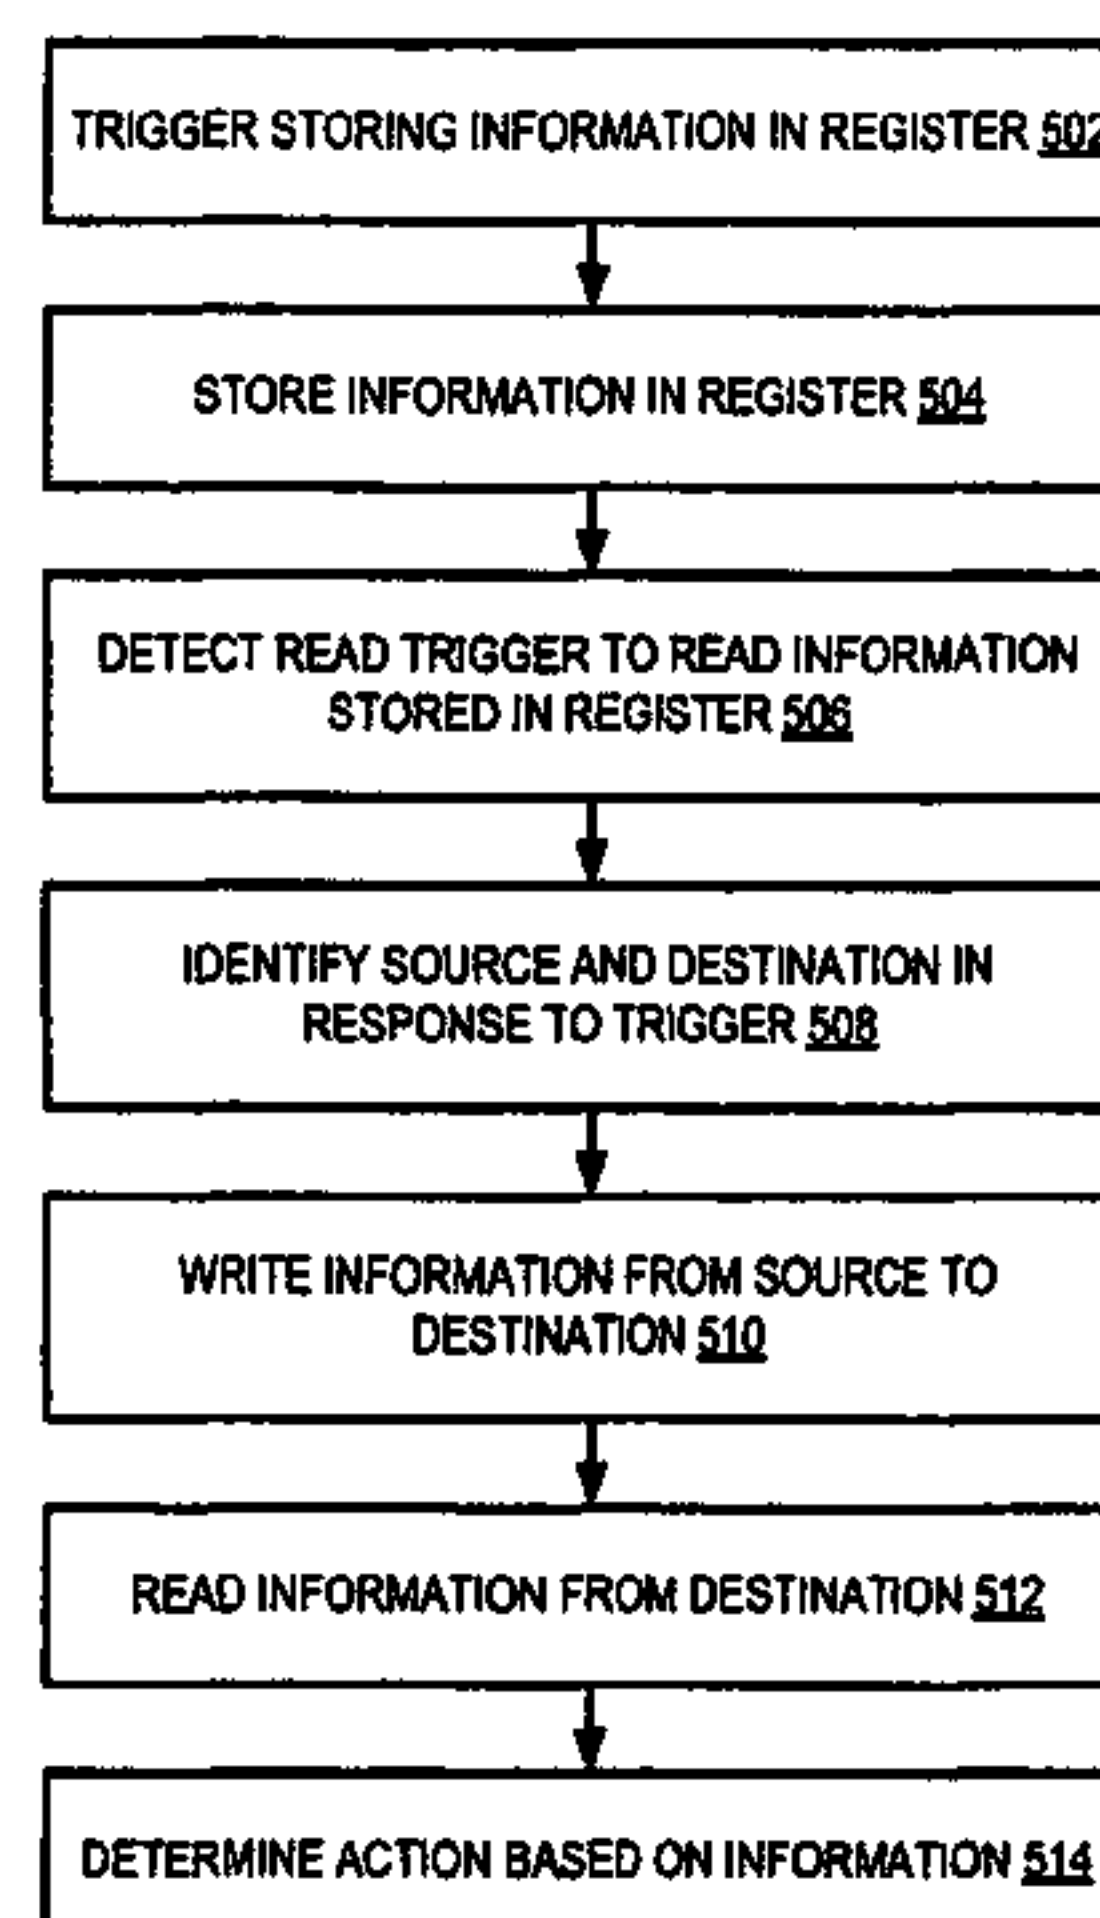 TRIGGER STORING INFORMATION IN REGISTER 502
STORE INFORMATION IN REGISTER 504
DETECT READ TRIGGER TO READ INFORMATION
STORED IN REGISTER 506
IDENTIFY SOURCE AND DESTINATION IN
RESPONSE TO TRIGGER 508
WRITE INFORMATION FROM SOURCE TO
DESTINATION 510
READ INFORMATION FROM DESTINATION 512
DETERMINE ACTION BASED ON INFORMATION 514